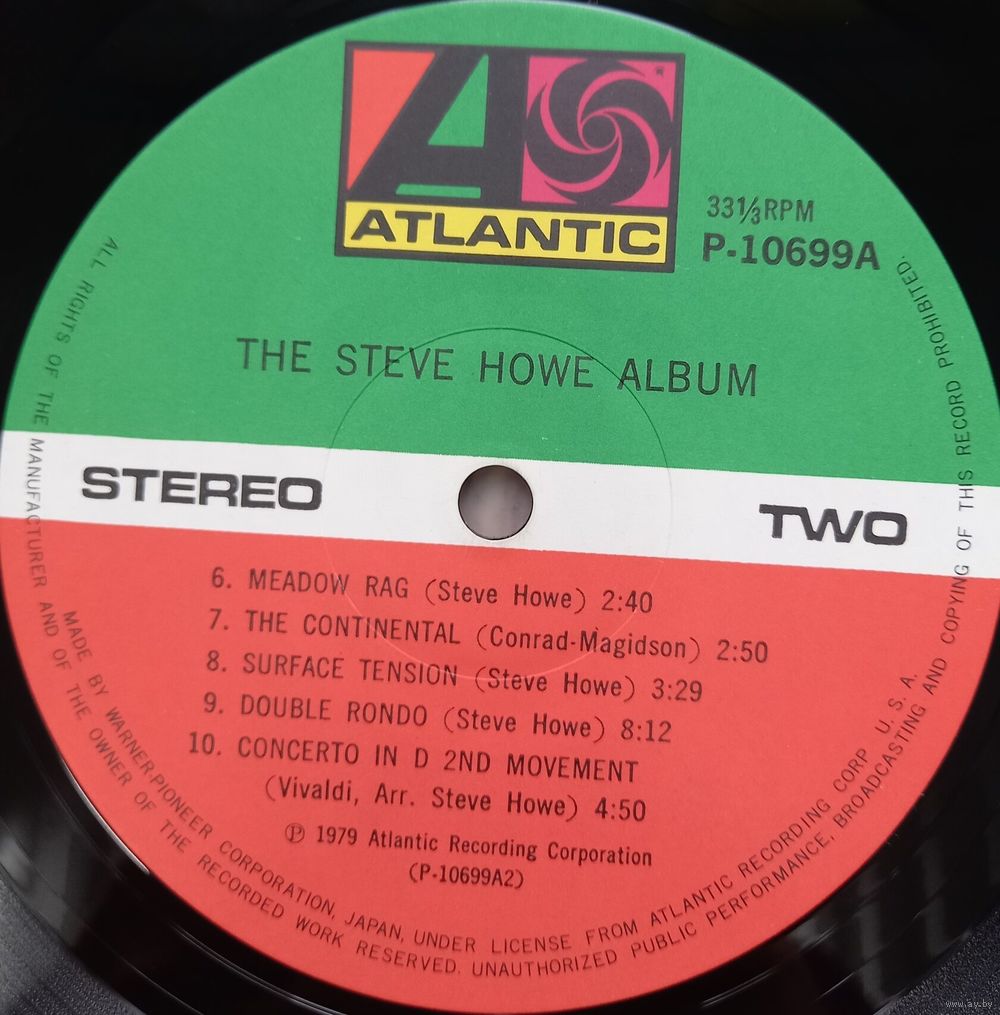 ATLANTIC
33⅓RPM
P-10699A
THE STEVE HOWE ALBUM
STEREO
TWO
6. MEADOW RAG (Steve Howe) 2:40
7. THE CONTINENTAL (Conrad-Magidson) 2:50
8. SURFACE TENSION (Steve Howe) 3:29
9. DOUBLE RONDO (Steve Howe) 8:12
10. CONCERTO IN D 2ND MOVEMENT
(Vivaldi, Arr. Steve Howe) 4:50
℗ 1979 Atlantic Recording Corporation
(P-10699A2)
MADE BY WARNER-PIONEER CORPORATION, JAPAN, UNDER LICENSE FROM ATLANTIC RECORDING CORP. U. S. A.
ALL RIGHTS OF THE MANUFACTURER AND OF THE OWNER OF THE RECORDED WORK RESERVED. UNAUTHORIZED PUBLIC PERFORMANCE, BROADCASTING AND COPYING OF THIS RECORD PROHIBITED.
www.ay.by